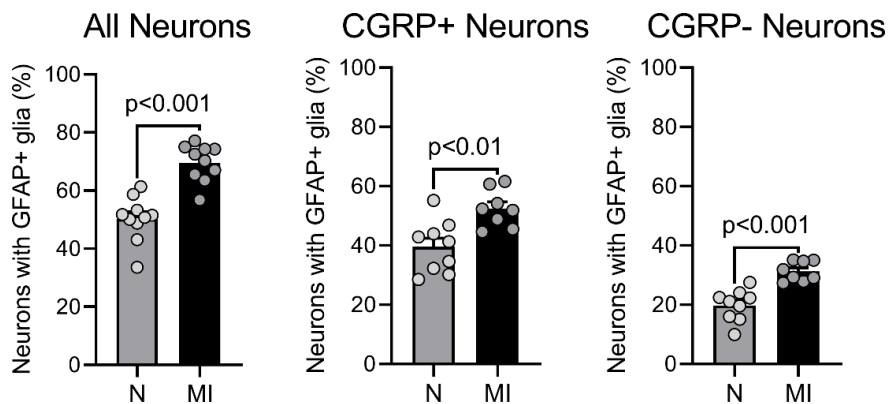 All Neurons
Neurons with GFAP+ glia (%)
100
80
60
40
20
0
p<0.001
N MI
CGRP+ Neurons
Neurons with GFAP+ glia (%)
100
80
60
40
20
0
p<0.01
N MI
CGRP- Neurons
Neurons with GFAP+ glia (%)
100
80
60
40
20
0
p<0.001
N MI